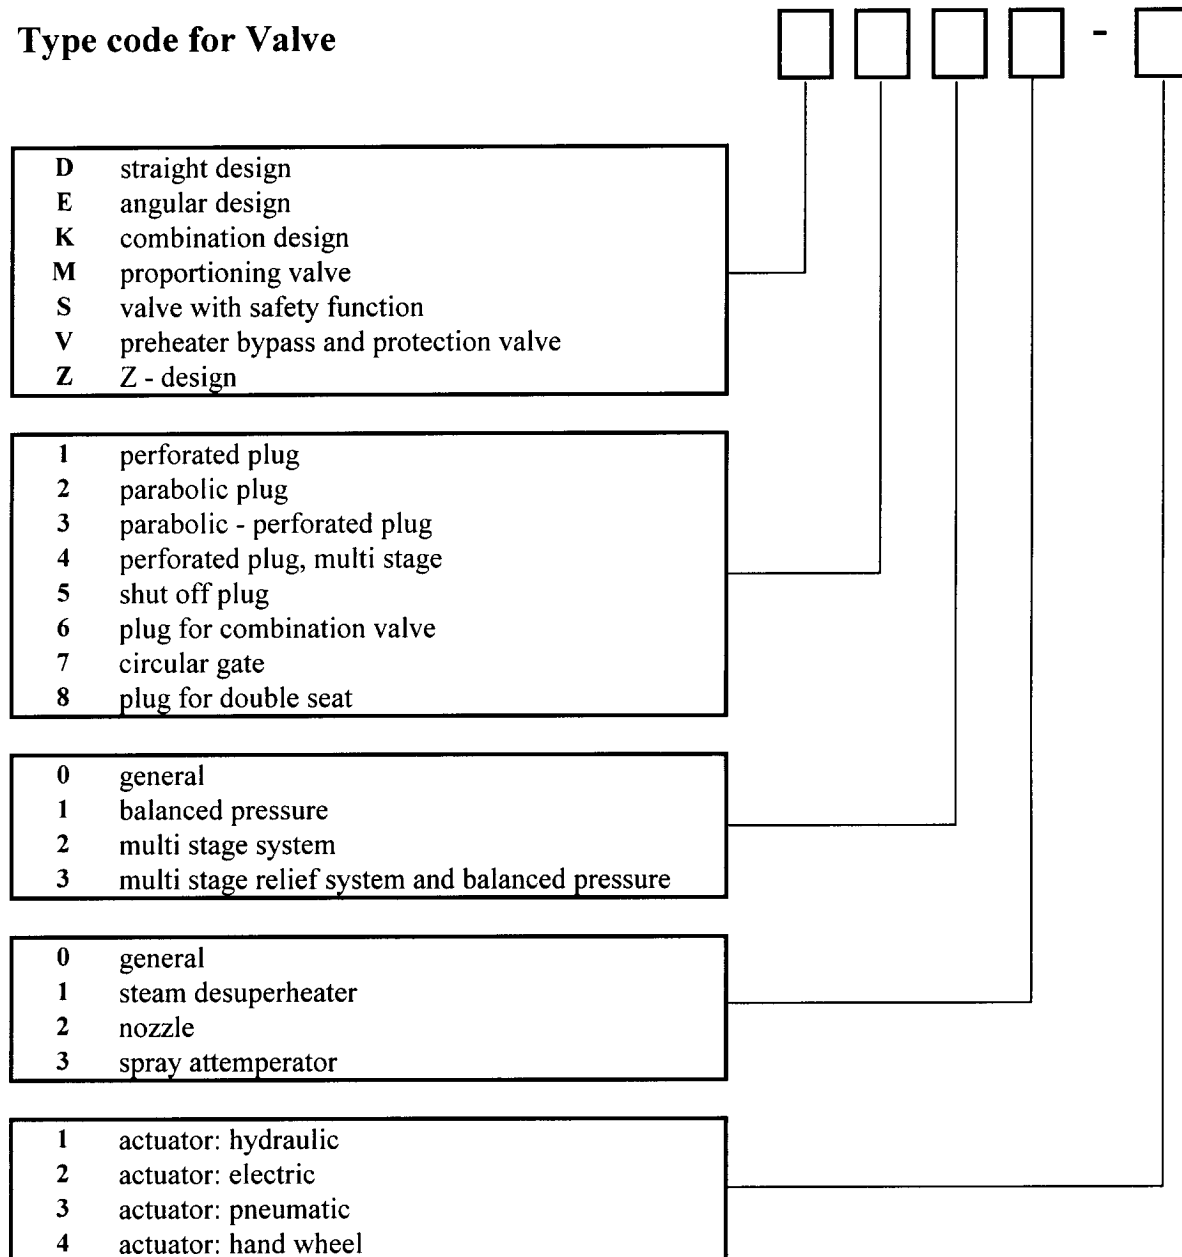 Type code for Valve
-
D straight design
E angular design
K combination design
M proportioning valve
S valve with safety function
V preheater bypass and protection valve
Z Z - design
1 perforated plug
2 parabolic plug
3 parabolic - perforated plug
4 perforated plug, multi stage
5 shut off plug
6 plug for combination valve
7 circular gate
8 plug for double seat
0 general
1 balanced pressure
2 multi stage system
3 multi stage relief system and balanced pressure
0 general
1 steam desuperheater
2 nozzle
3 spray attemperator
1 actuator: hydraulic
2 actuator: electric
3 actuator: pneumatic
4 actuator: hand wheel